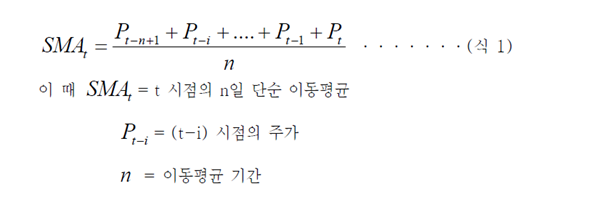 SMA_t = (P_{t-n+1} + P_{t-i} + .... + P_{t-1} + P_t) / n · · · · · · · (식 1)
이 때 SMA_t = t 시점의 n일 단순 이동평균
P_{t-i} = (t-i) 시점의 주가
n = 이동평균 기간